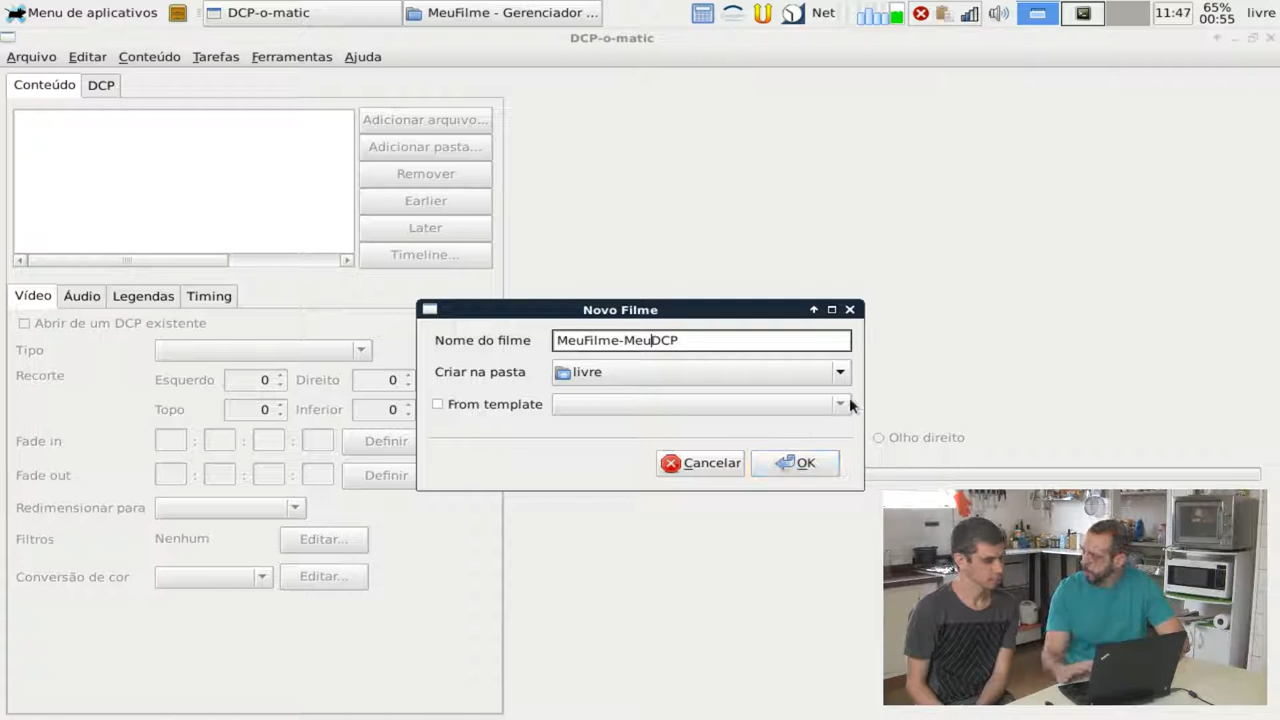 Menu de aplicativos DCP-o-matic MeuFilme - Gerenciador ... Net 11:47 65% 00:55 livre
DCP-o-matic
Arquivo Editar Conteúdo Tarefas Ferramentas Ajuda
Conteúdo DCP
Adicionar arquivo...
Adicionar pasta...
Remover
Earlier
Later
Timeline...
Vídeo Áudio Legendas Timing
Abrir de um DCP existente
Tipo
Recorte Esquerdo 0 Direito 0
Topo 0 Inferior 0
Fade in : : : Definir
Fade out : : : Definir
Redimensionar para
Filtros Nenhum Editar...
Conversão de cor Editar...
Novo Filme
Nome do filme MeuFilme-MeuDCP
Criar na pasta livre
From template
Cancelar OK
Olho direito